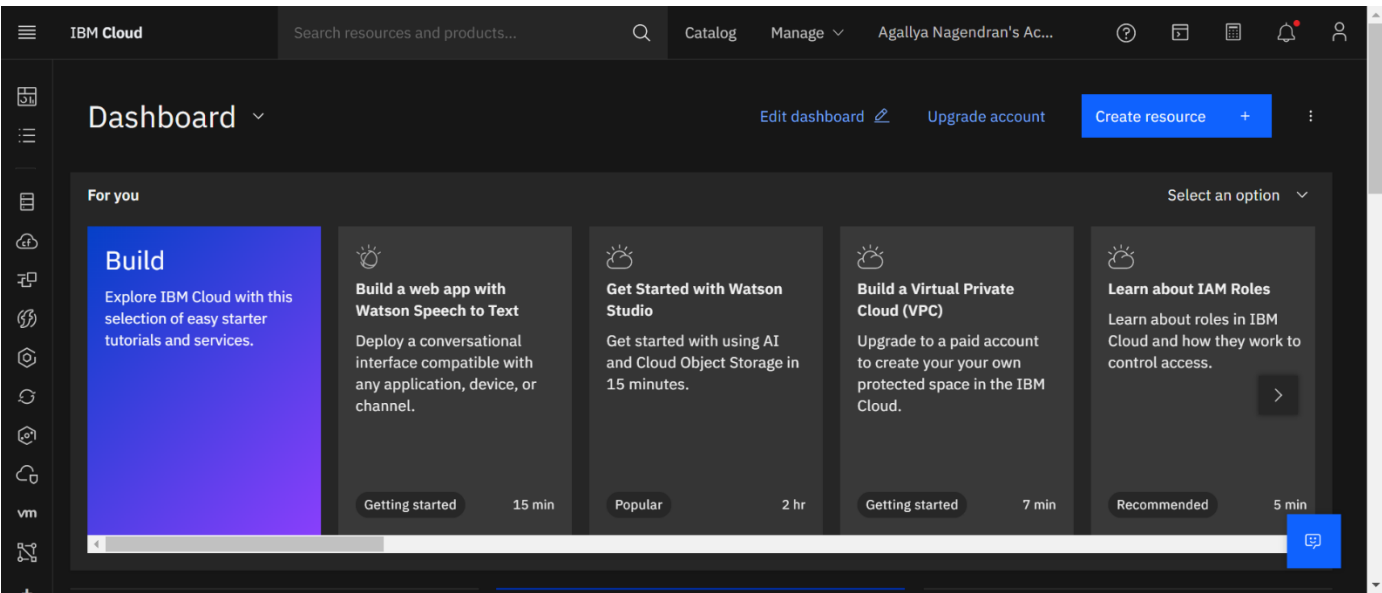 IBM Cloud
Search resources and products...
Catalog
Manage
Agallya Nagendran's Ac...
Dashboard
Edit dashboard
Upgrade account
Create resource +
For you
Select an option
Build
Explore IBM Cloud with this
selection of easy starter
tutorials and services.
Build a web app with
Watson Speech to Text
Deploy a conversational
interface compatible with
any application, device, or
channel.
Getting started
15 min
Get Started with Watson
Studio
Get started with using AI
and Cloud Object Storage in
15 minutes.
Popular
2 hr
Build a Virtual Private
Cloud (VPC)
Upgrade to a paid account
to create your your own
protected space in the IBM
Cloud.
Getting started
7 min
Learn about IAM Roles
Learn about roles in IBM
Cloud and how they work to
control access.
Recommended
5 min
cf
vm